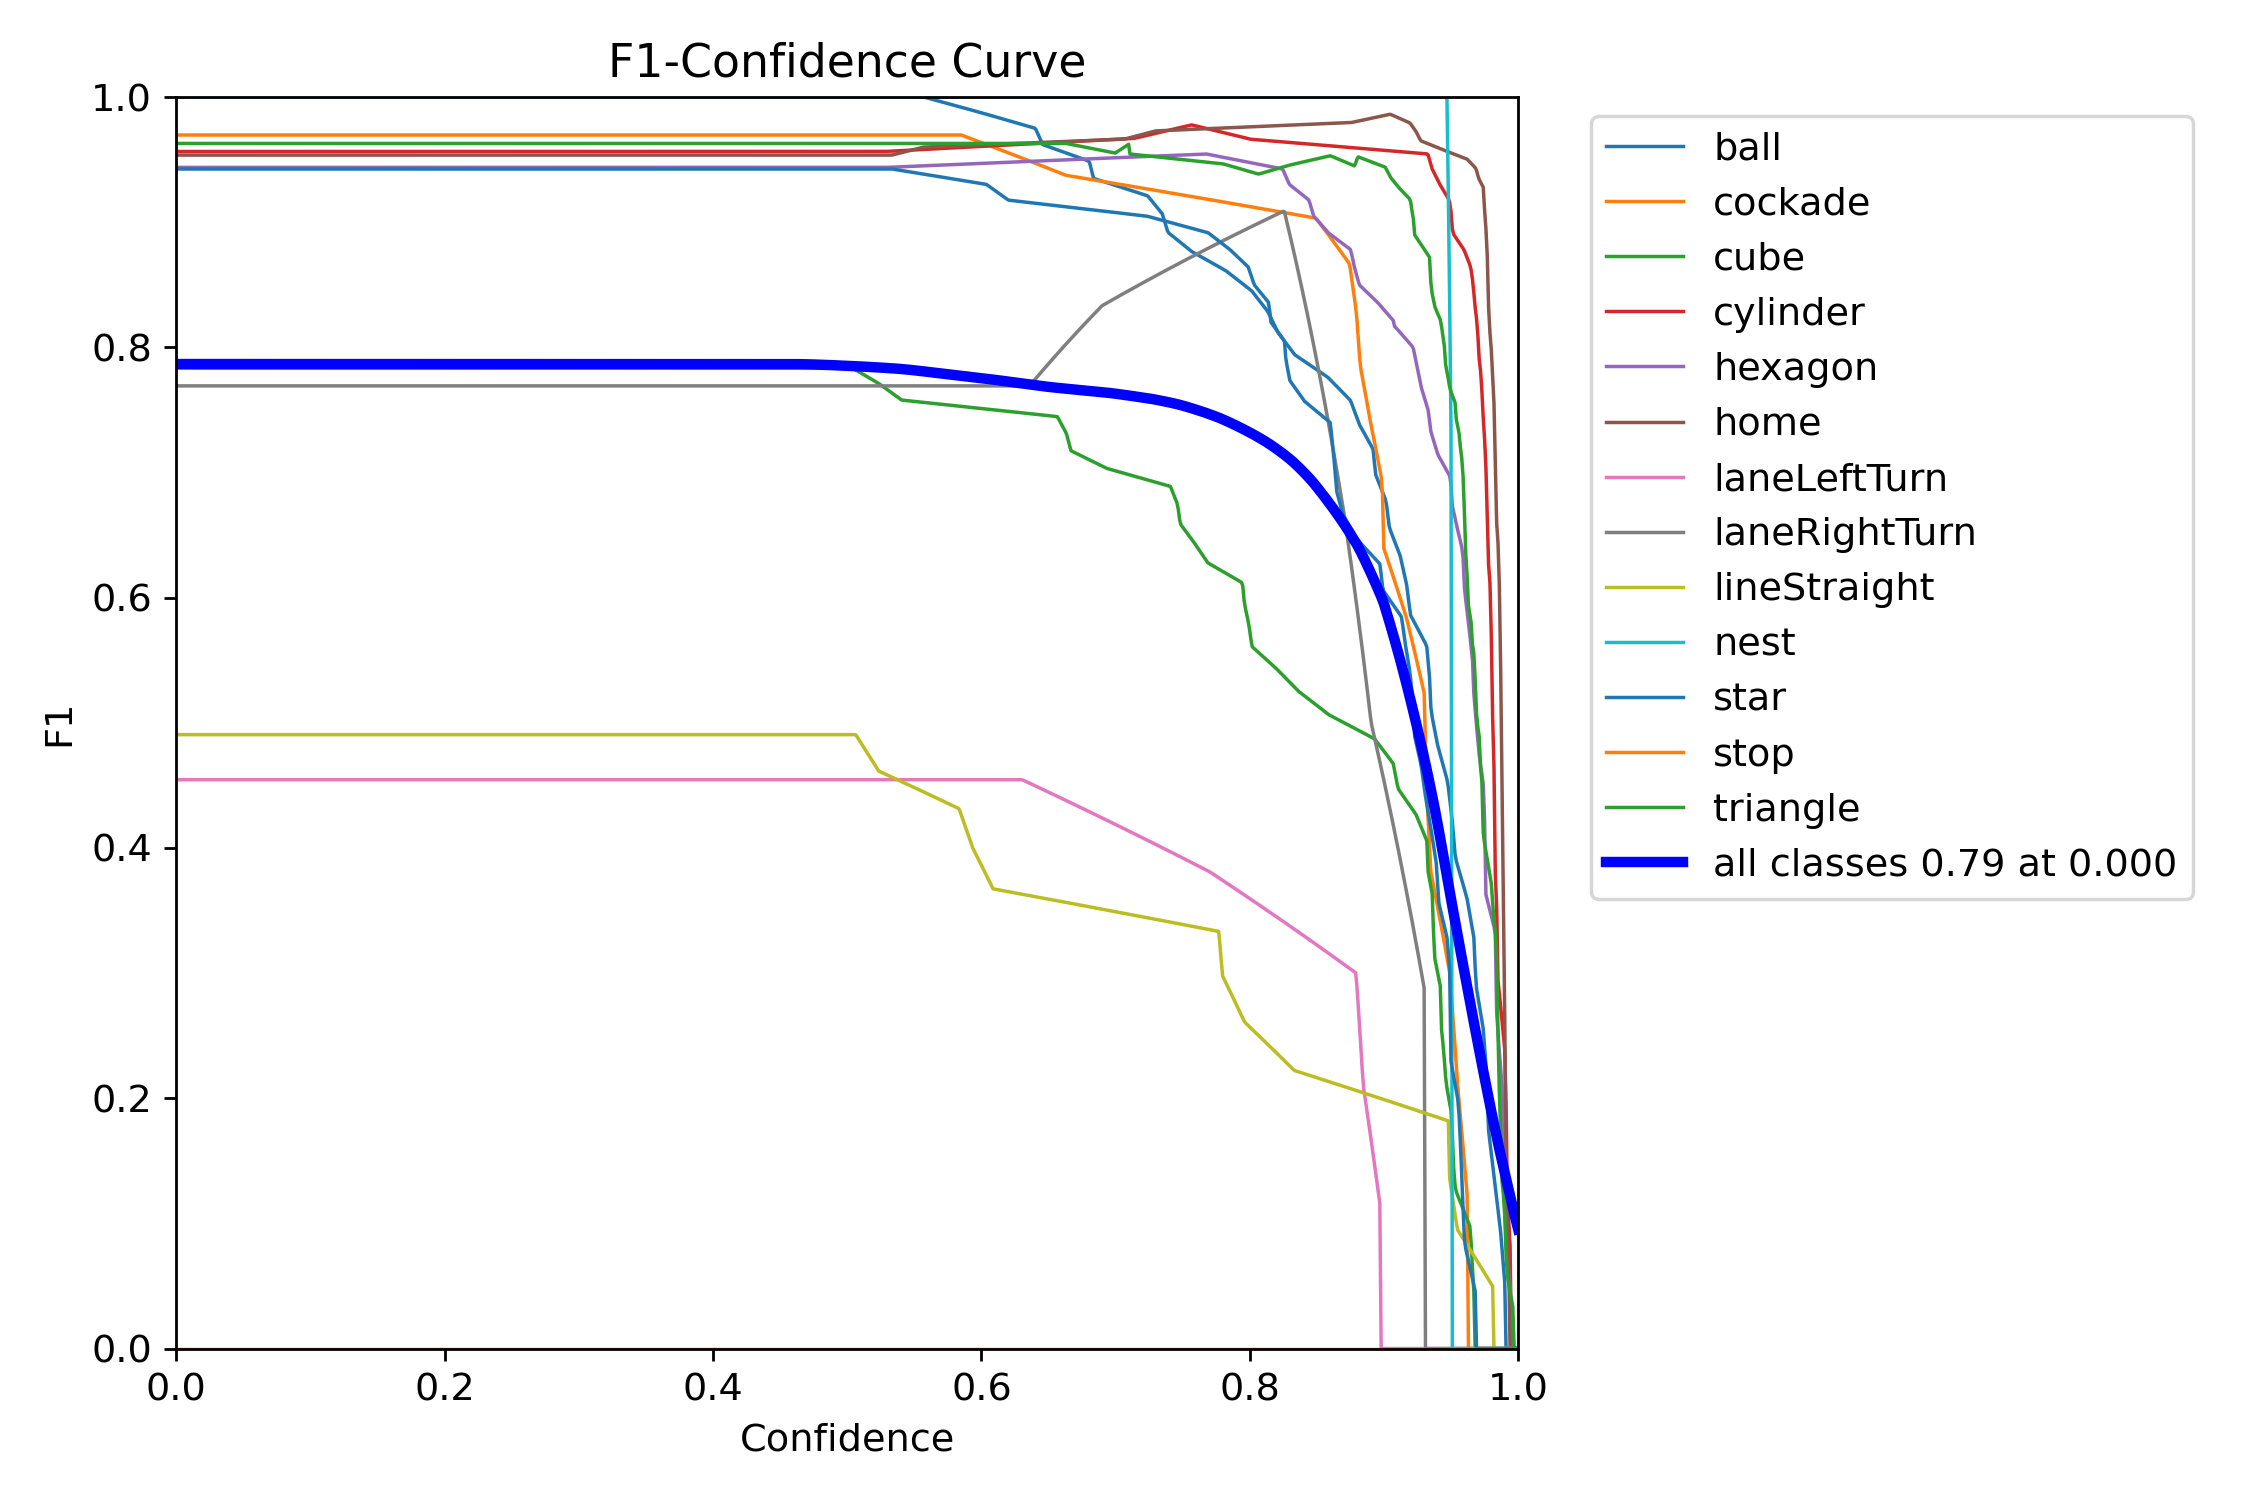 F1-Confidence Curve
1.0
0.8
0.6
0.4
0.2
0.0
F1
0.0 0.2 0.4 0.6 0.8 1.0
Confidence
ball
cockade
cube
cylinder
hexagon
home
laneLeftTurn
laneRightTurn
lineStraight
nest
star
stop
triangle
all classes 0.79 at 0.000